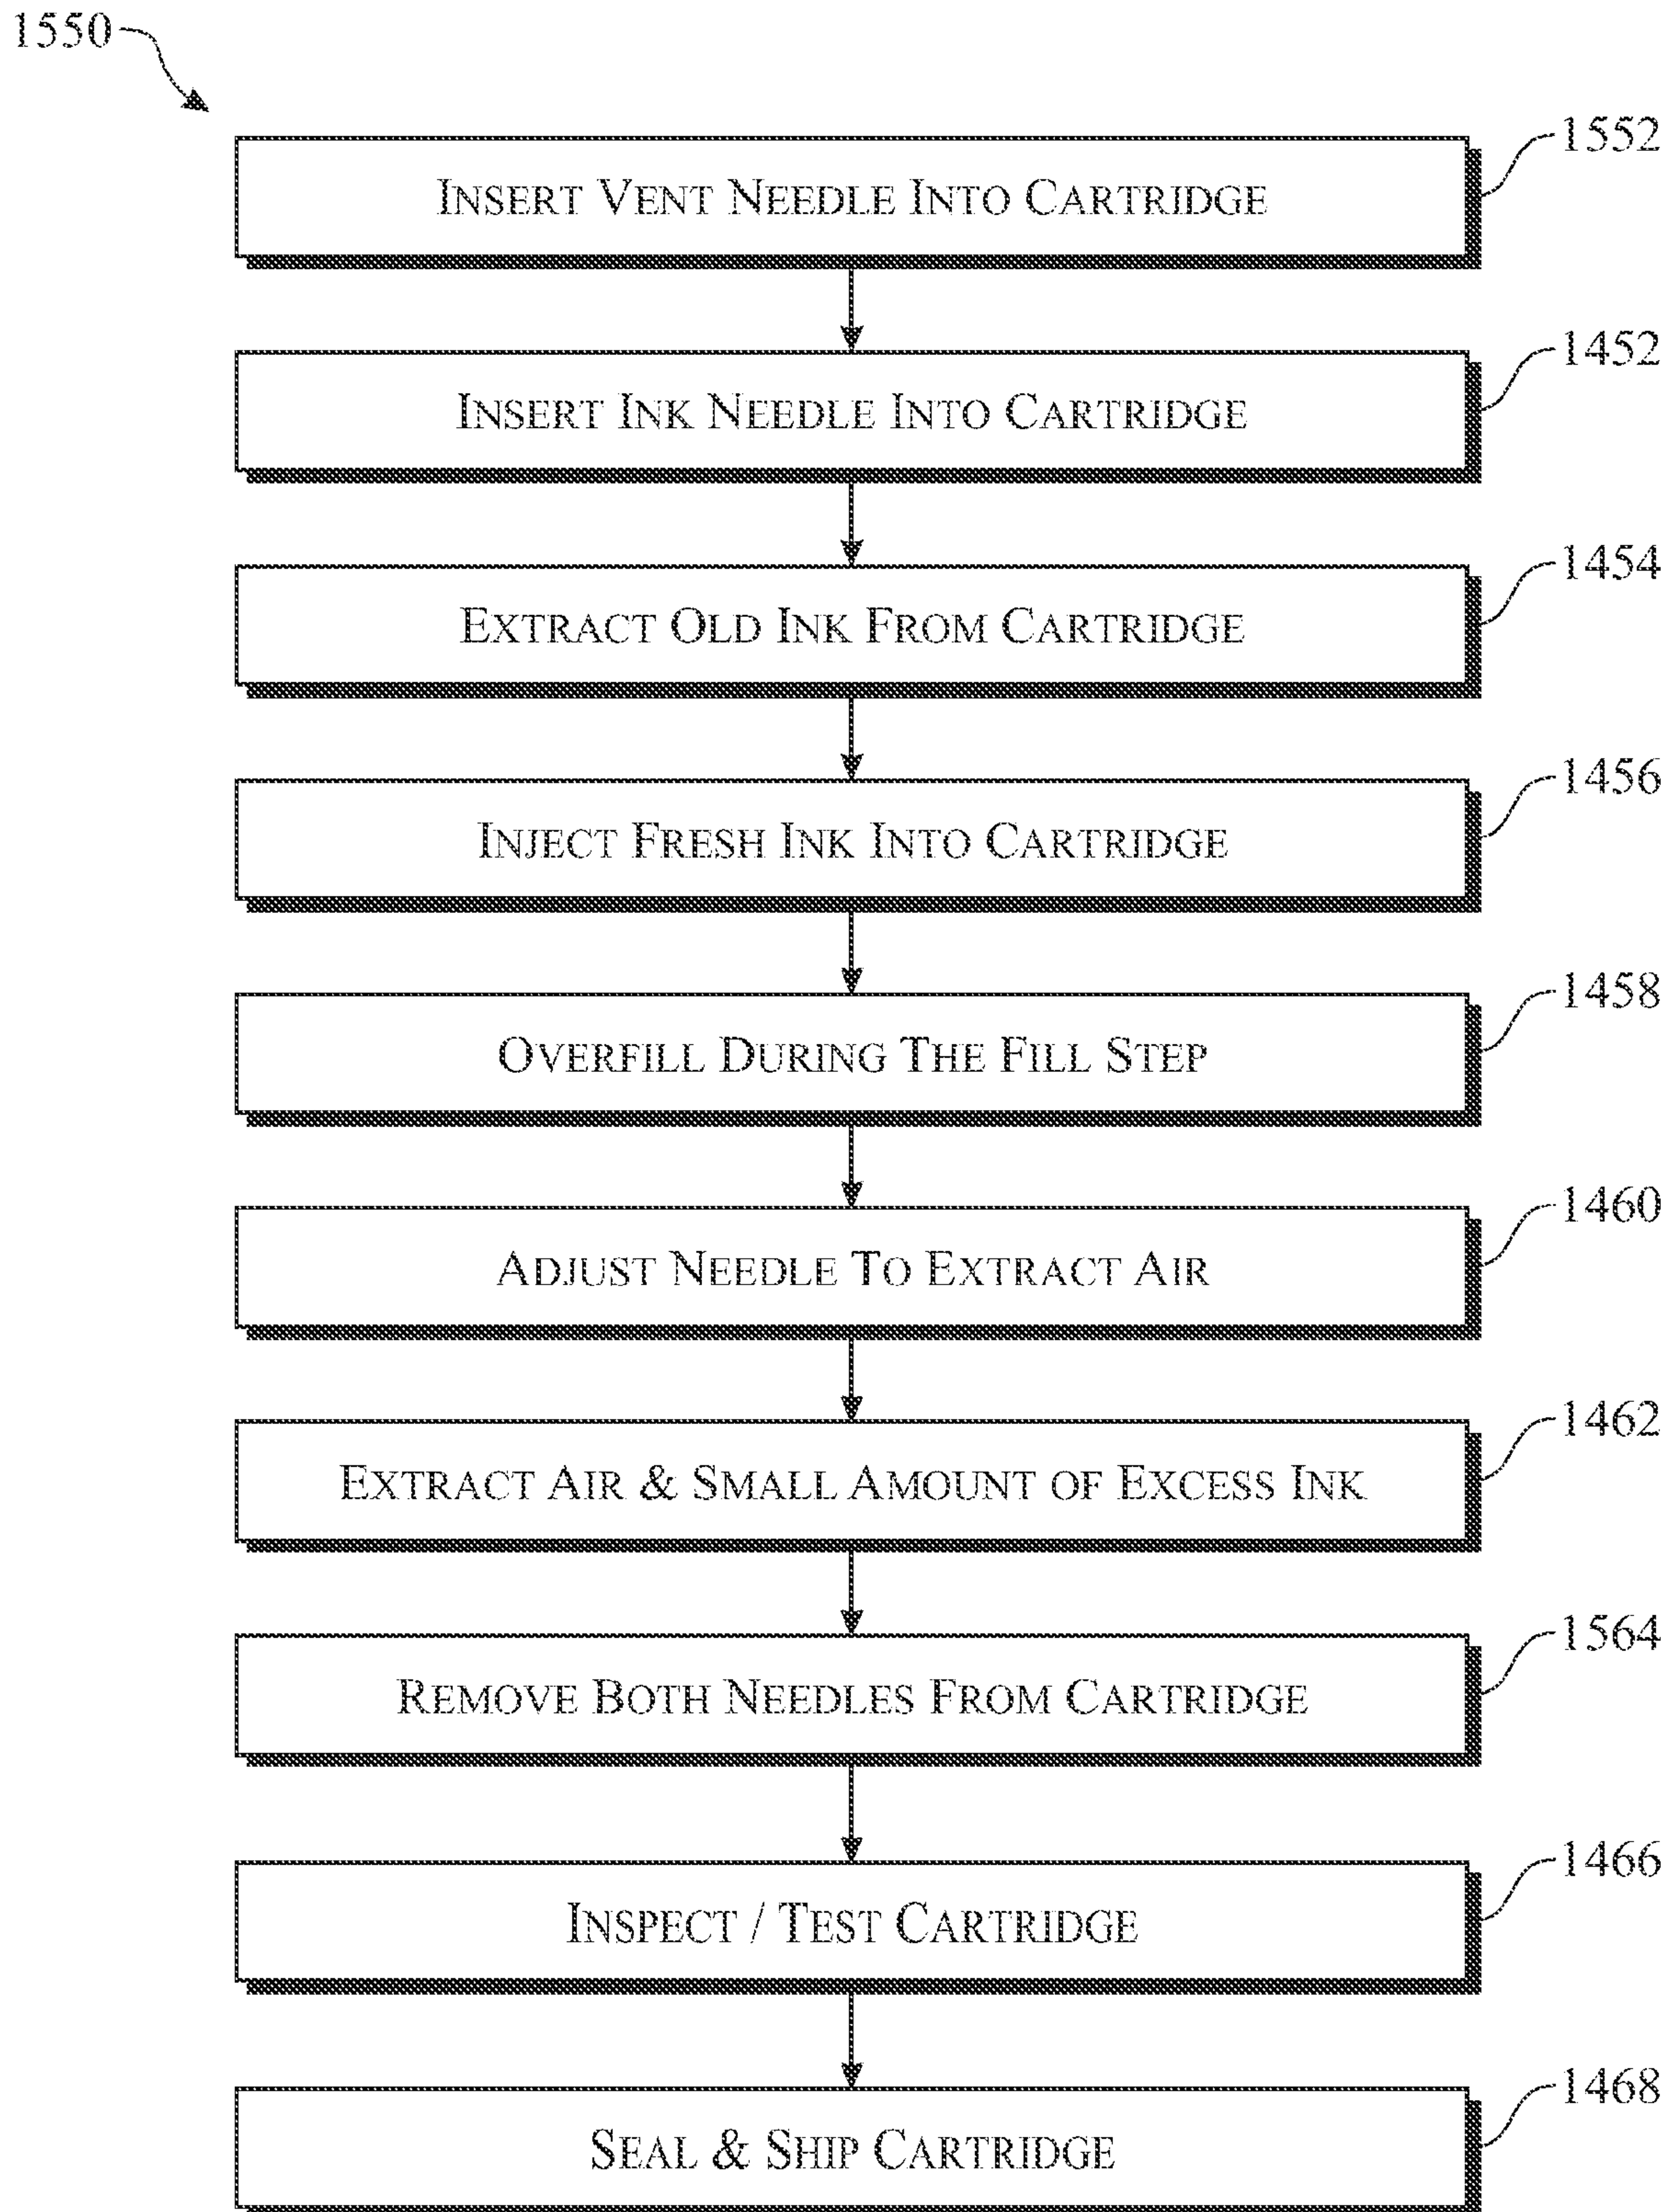 1550
1552
INSERT VENT NEEDLE INTO CARTRIDGE
1452
INSERT INK NEEDLE INTO CARTRIDGE
1454
EXTRACT OLD INK FROM CARTRIDGE
1456
INJECT FRESH INK INTO CARTRIDGE
1458
OVERFILL DURING THE FILL STEP
1460
ADJUST NEEDLE TO EXTRACT AIR
1462
EXTRACT AIR & SMALL AMOUNT OF EXCESS INK
1564
REMOVE BOTH NEEDLES FROM CARTRIDGE
1466
INSPECT / TEST CARTRIDGE
1468
SEAL & SHIP CARTRIDGE